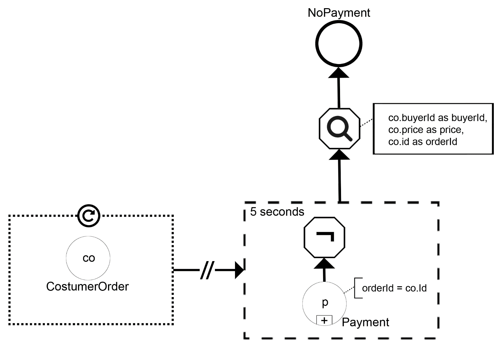 NoPayment
co.buyerId as buyerId,
co.price as price,
co.id as orderId
5 seconds
co
CostumerOrder
orderId = co.Id
p
+
Payment